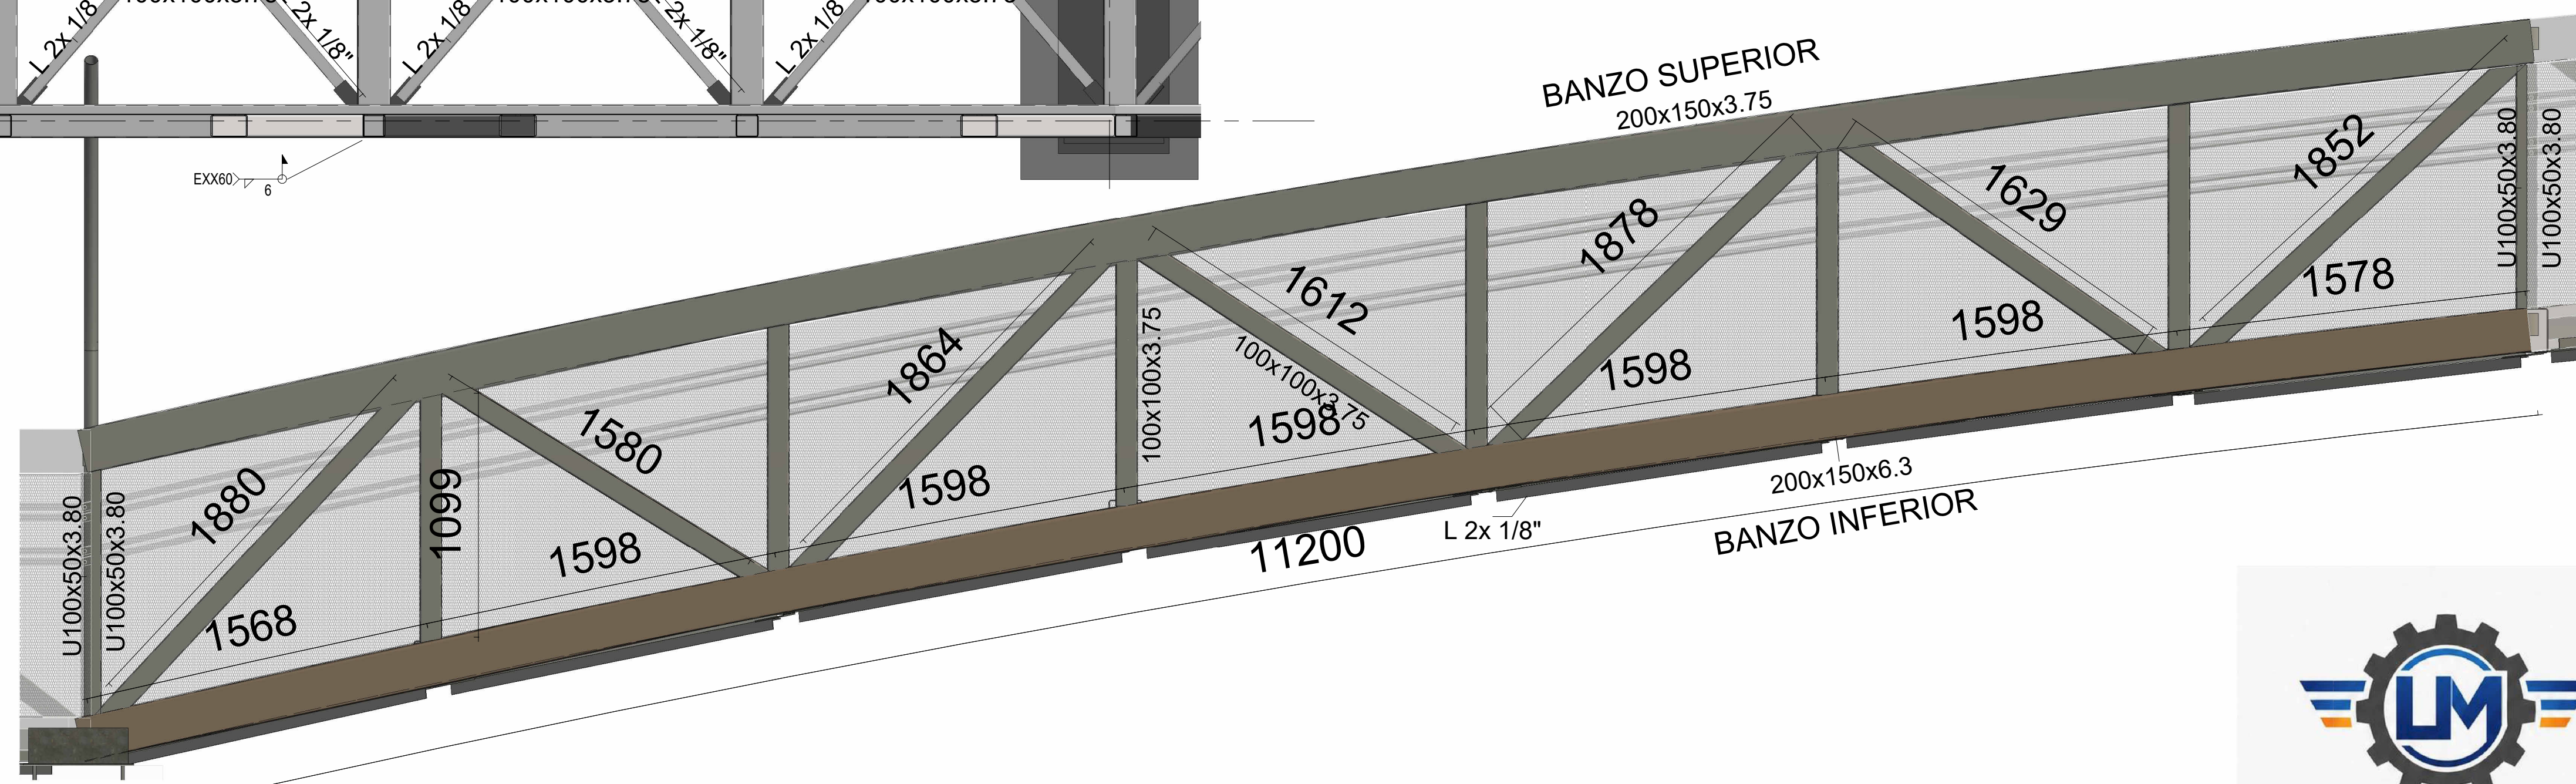 L 2x 1/8
2x 1/8"
L 2x 1/8
2x 1/8"
L 2x 1/8
EXX60
6
BANZO SUPERIOR
200x150x3.75
1880
1099
1580
1864
1612
1878
1629
1852
100x100x3.75
100x100x3.75
U100x50x3.80
U100x50x3.80
U100x50x3.80
U100x50x3.80
1568
1598
1598
1598
1598
1598
1578
11200
L 2x 1/8"
200x150x6.3
BANZO INFERIOR
UM